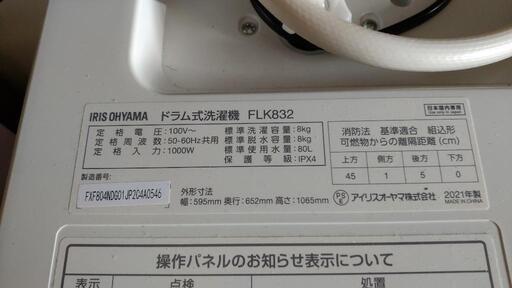 IRIS OHYAMA ドラム式洗濯機 FLK832
日本国内専用
Use only in Japan
定格電圧:100V~ 標準洗濯容量:8kg
定格周波数:50-60Hz共用 標準脱水容量:8kg
定格入力:1000W 標準使用水量:80L
保護等級:IPX4
製造番号:
FXF804NDG01JP204A0546
外形寸法
幅:595mm 奥行:652mm 高さ:1065mm
消防法 基準適合 組込形
可燃物からの離隔距離(cm)
上方 側方 前方 後方
45 1 5 0
PSE アイリスオーヤマ株式会社
2021年製
MADE IN CHINA
操作パネルのお知らせ表示について
表示 点検 処置